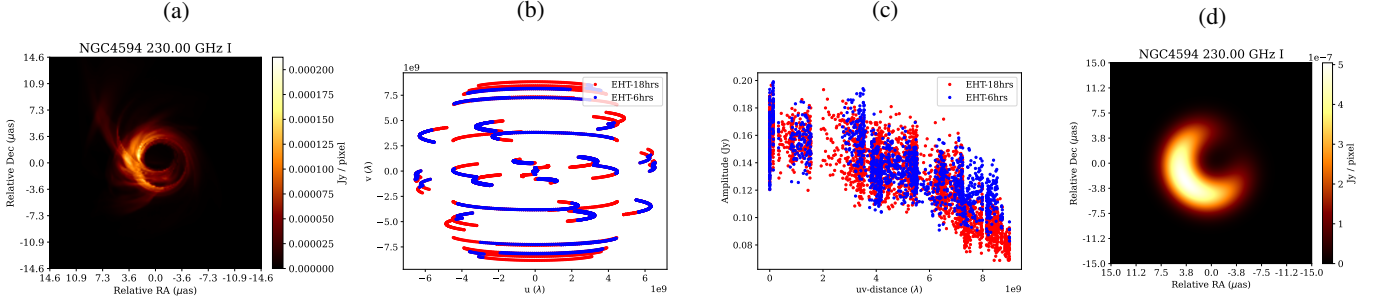 (a)
NGC4594 230.00 GHz I
14.6
10.9
7.3
3.6
0.0
−3.6
−7.3
−10.9
−14.6
Relative Dec (μas)
14.6 10.9 7.3 3.6 0.0 −3.6 −7.3 −10.9 −14.6
Relative RA (μas)
0.000200
0.000175
0.000150
0.000125
0.000100
0.000075
0.000050
0.000025
0.000000
Jy / pixel
(b)
1e9
EHT-18hrs
EHT-6hrs
7.5
5.0
2.5
0.0
−2.5
−5.0
−7.5
v (λ)
−6 −4 −2 0 2 4 6
1e9
u (λ)
(c)
EHT-18hrs
EHT-6hrs
0.20
0.18
0.16
0.14
0.12
0.10
0.08
Amplitude (Jy)
0 2 4 6 8
1e9
uv-distance (λ)
(d)
NGC4594 230.00 GHz I
15.0
11.2
7.5
3.8
0.0
−3.8
−7.5
−11.2
−15.0
Relative Dec (μas)
15.0 11.2 7.5 3.8 0.0 −3.8 −7.5 −11.2 −15.0
Relative RA (μas)
1e−7
5
4
3
2
1
0
Jy / pixel